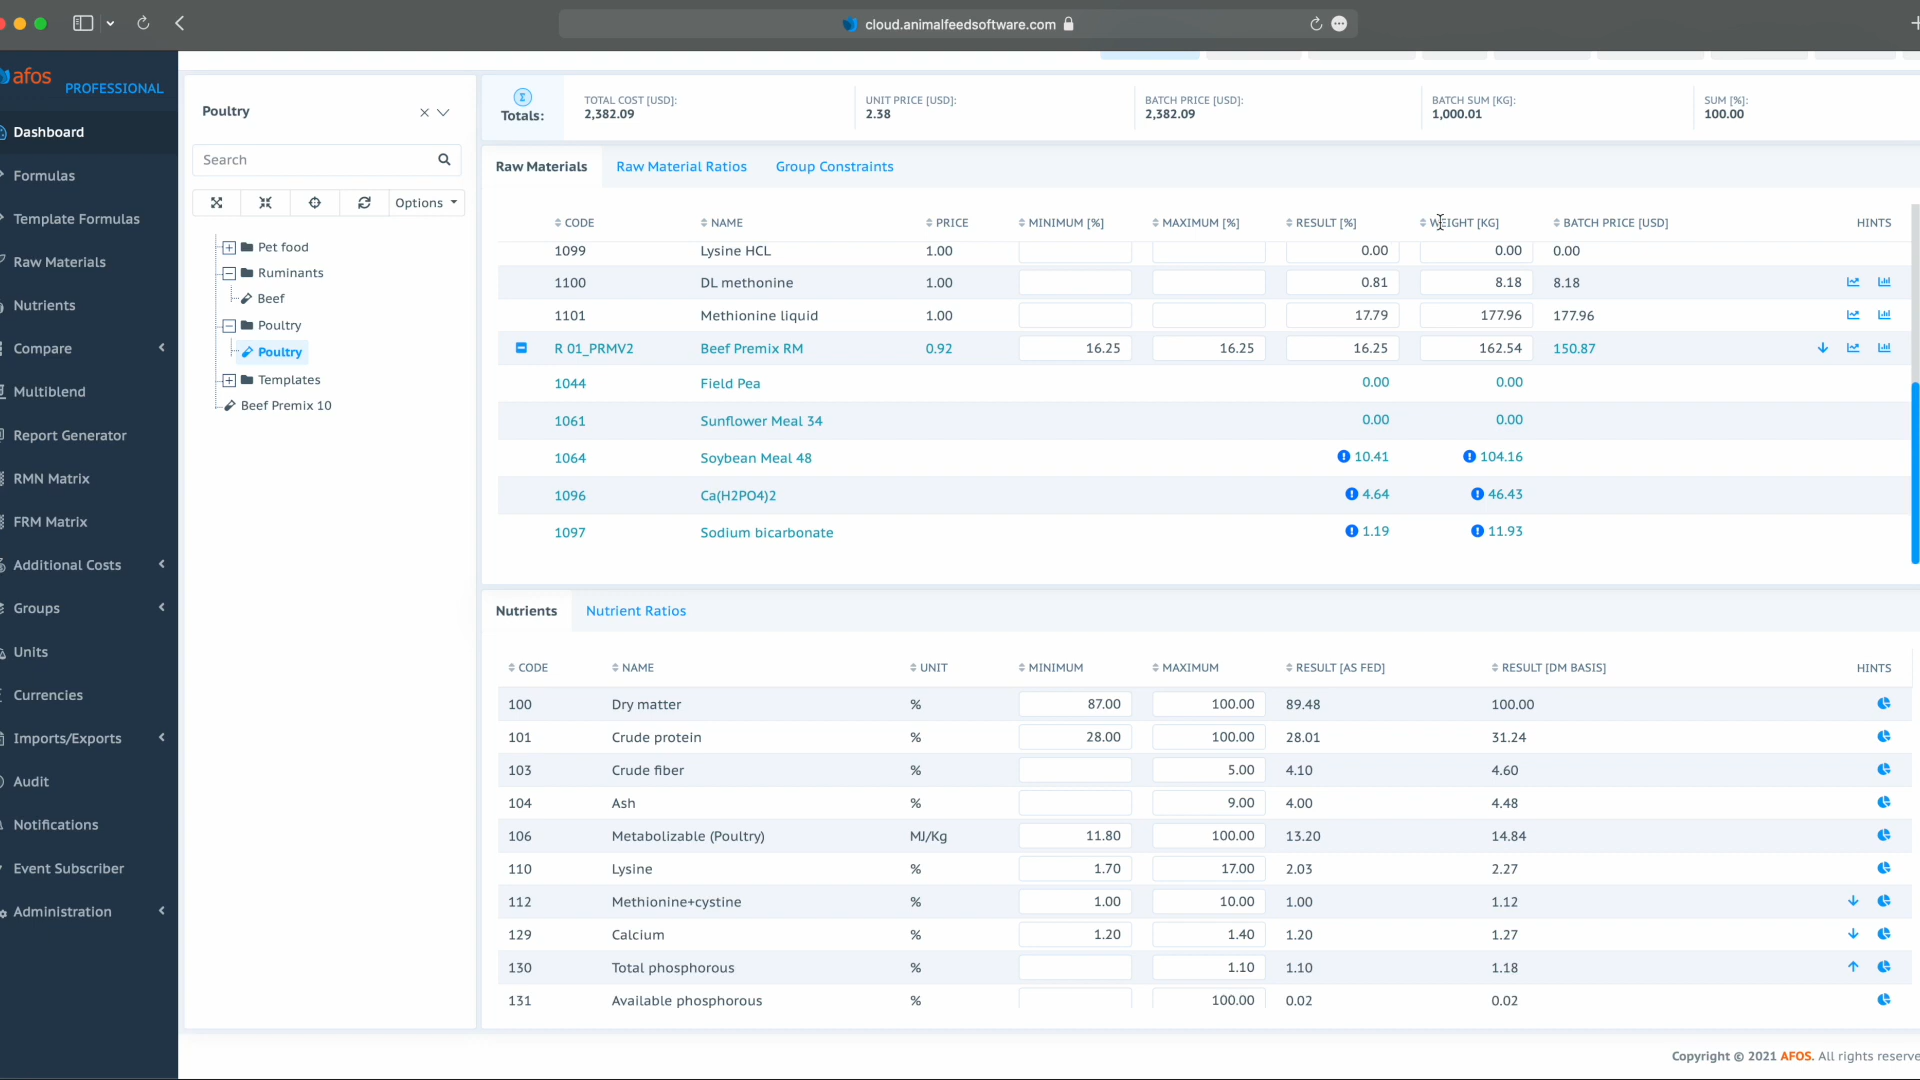 cloud.animalfeedsoftware.com
afos PROFESSIONAL
Dashboard
Formulas
Template Formulas
Raw Materials
Nutrients
Compare
Multiblend
Report Generator
RMN Matrix
FRM Matrix
Additional Costs
Groups
Units
Currencies
Imports/Exports
Audit
Notifications
Event Subscriber
Administration
Poultry
Search
Options
Pet food
Ruminants
Beef
Poultry
Poultry
Templates
Beef Premix 10
Totals:
TOTAL COST [USD]: UNIT PRICE [USD]: BATCH PRICE [USD]: BATCH SUM [KG]: SUM [%]:
2,382.09 2.38 2,382.09 1,000.01 100.00
Raw Materials Raw Material Ratios Group Constraints
CODE NAME PRICE MINIMUM [%] MAXIMUM [%] RESULT [%] WEIGHT [KG] BATCH PRICE [USD] HINTS
1099 Lysine HCL 1.00 0.00 0.00 0.00
1100 DL methonine 1.00 0.81 8.18 8.18
1101 Methionine liquid 1.00 17.79 177.96 177.96
R 01_PRMV2 Beef Premix RM 0.92 16.25 16.25 16.25 162.54 150.87
1044 Field Pea 0.00 0.00
1061 Sunflower Meal 34 0.00 0.00
1064 Soybean Meal 48 10.41 104.16
1096 Ca(H2PO4)2 4.64 46.43
1097 Sodium bicarbonate 1.19 11.93
Nutrients Nutrient Ratios
CODE NAME UNIT MINIMUM MAXIMUM RESULT [AS FED] RESULT [DM BASIS] HINTS
100 Dry matter % 87.00 100.00 89.48 100.00
101 Crude protein % 28.00 100.00 28.01 31.24
103 Crude fiber % 5.00 4.10 4.60
104 Ash % 9.00 4.00 4.48
106 Metabolizable (Poultry) MJ/Kg 11.80 100.00 13.20 14.84
110 Lysine % 1.70 17.00 2.03 2.27
112 Methionine+cystine % 1.00 10.00 1.00 1.12
129 Calcium % 1.20 1.40 1.20 1.27
130 Total phosphorous % 1.10 1.10 1.18
131 Available phosphorous % 100.00 0.02 0.02
Copyright © 2021 AFOS. All rights reserve